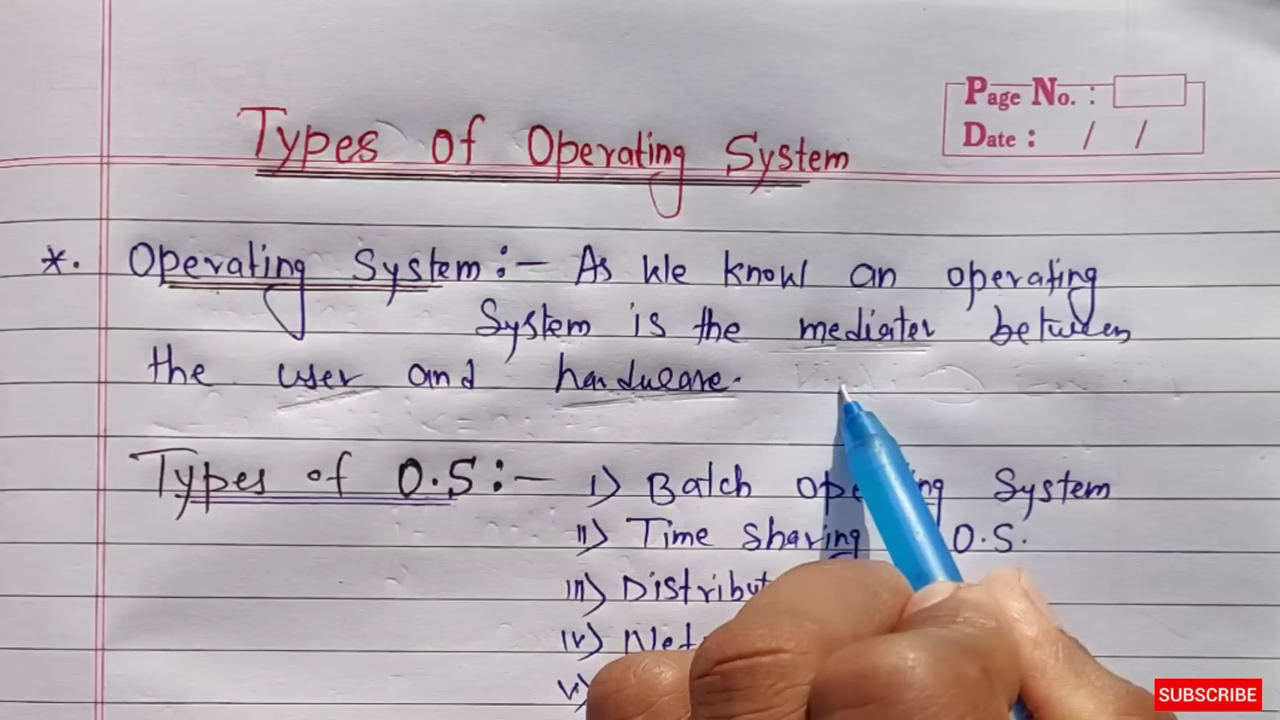 Page No. :
Date : / /
Types of Operating System
*. Operating System :- As We know an operating
System is the mediater between
the user and hardware.
Types of O.S :- i) Batch System
ii) Time sharing O.S.
iii)
iv)
v)
SUBSCRIBE